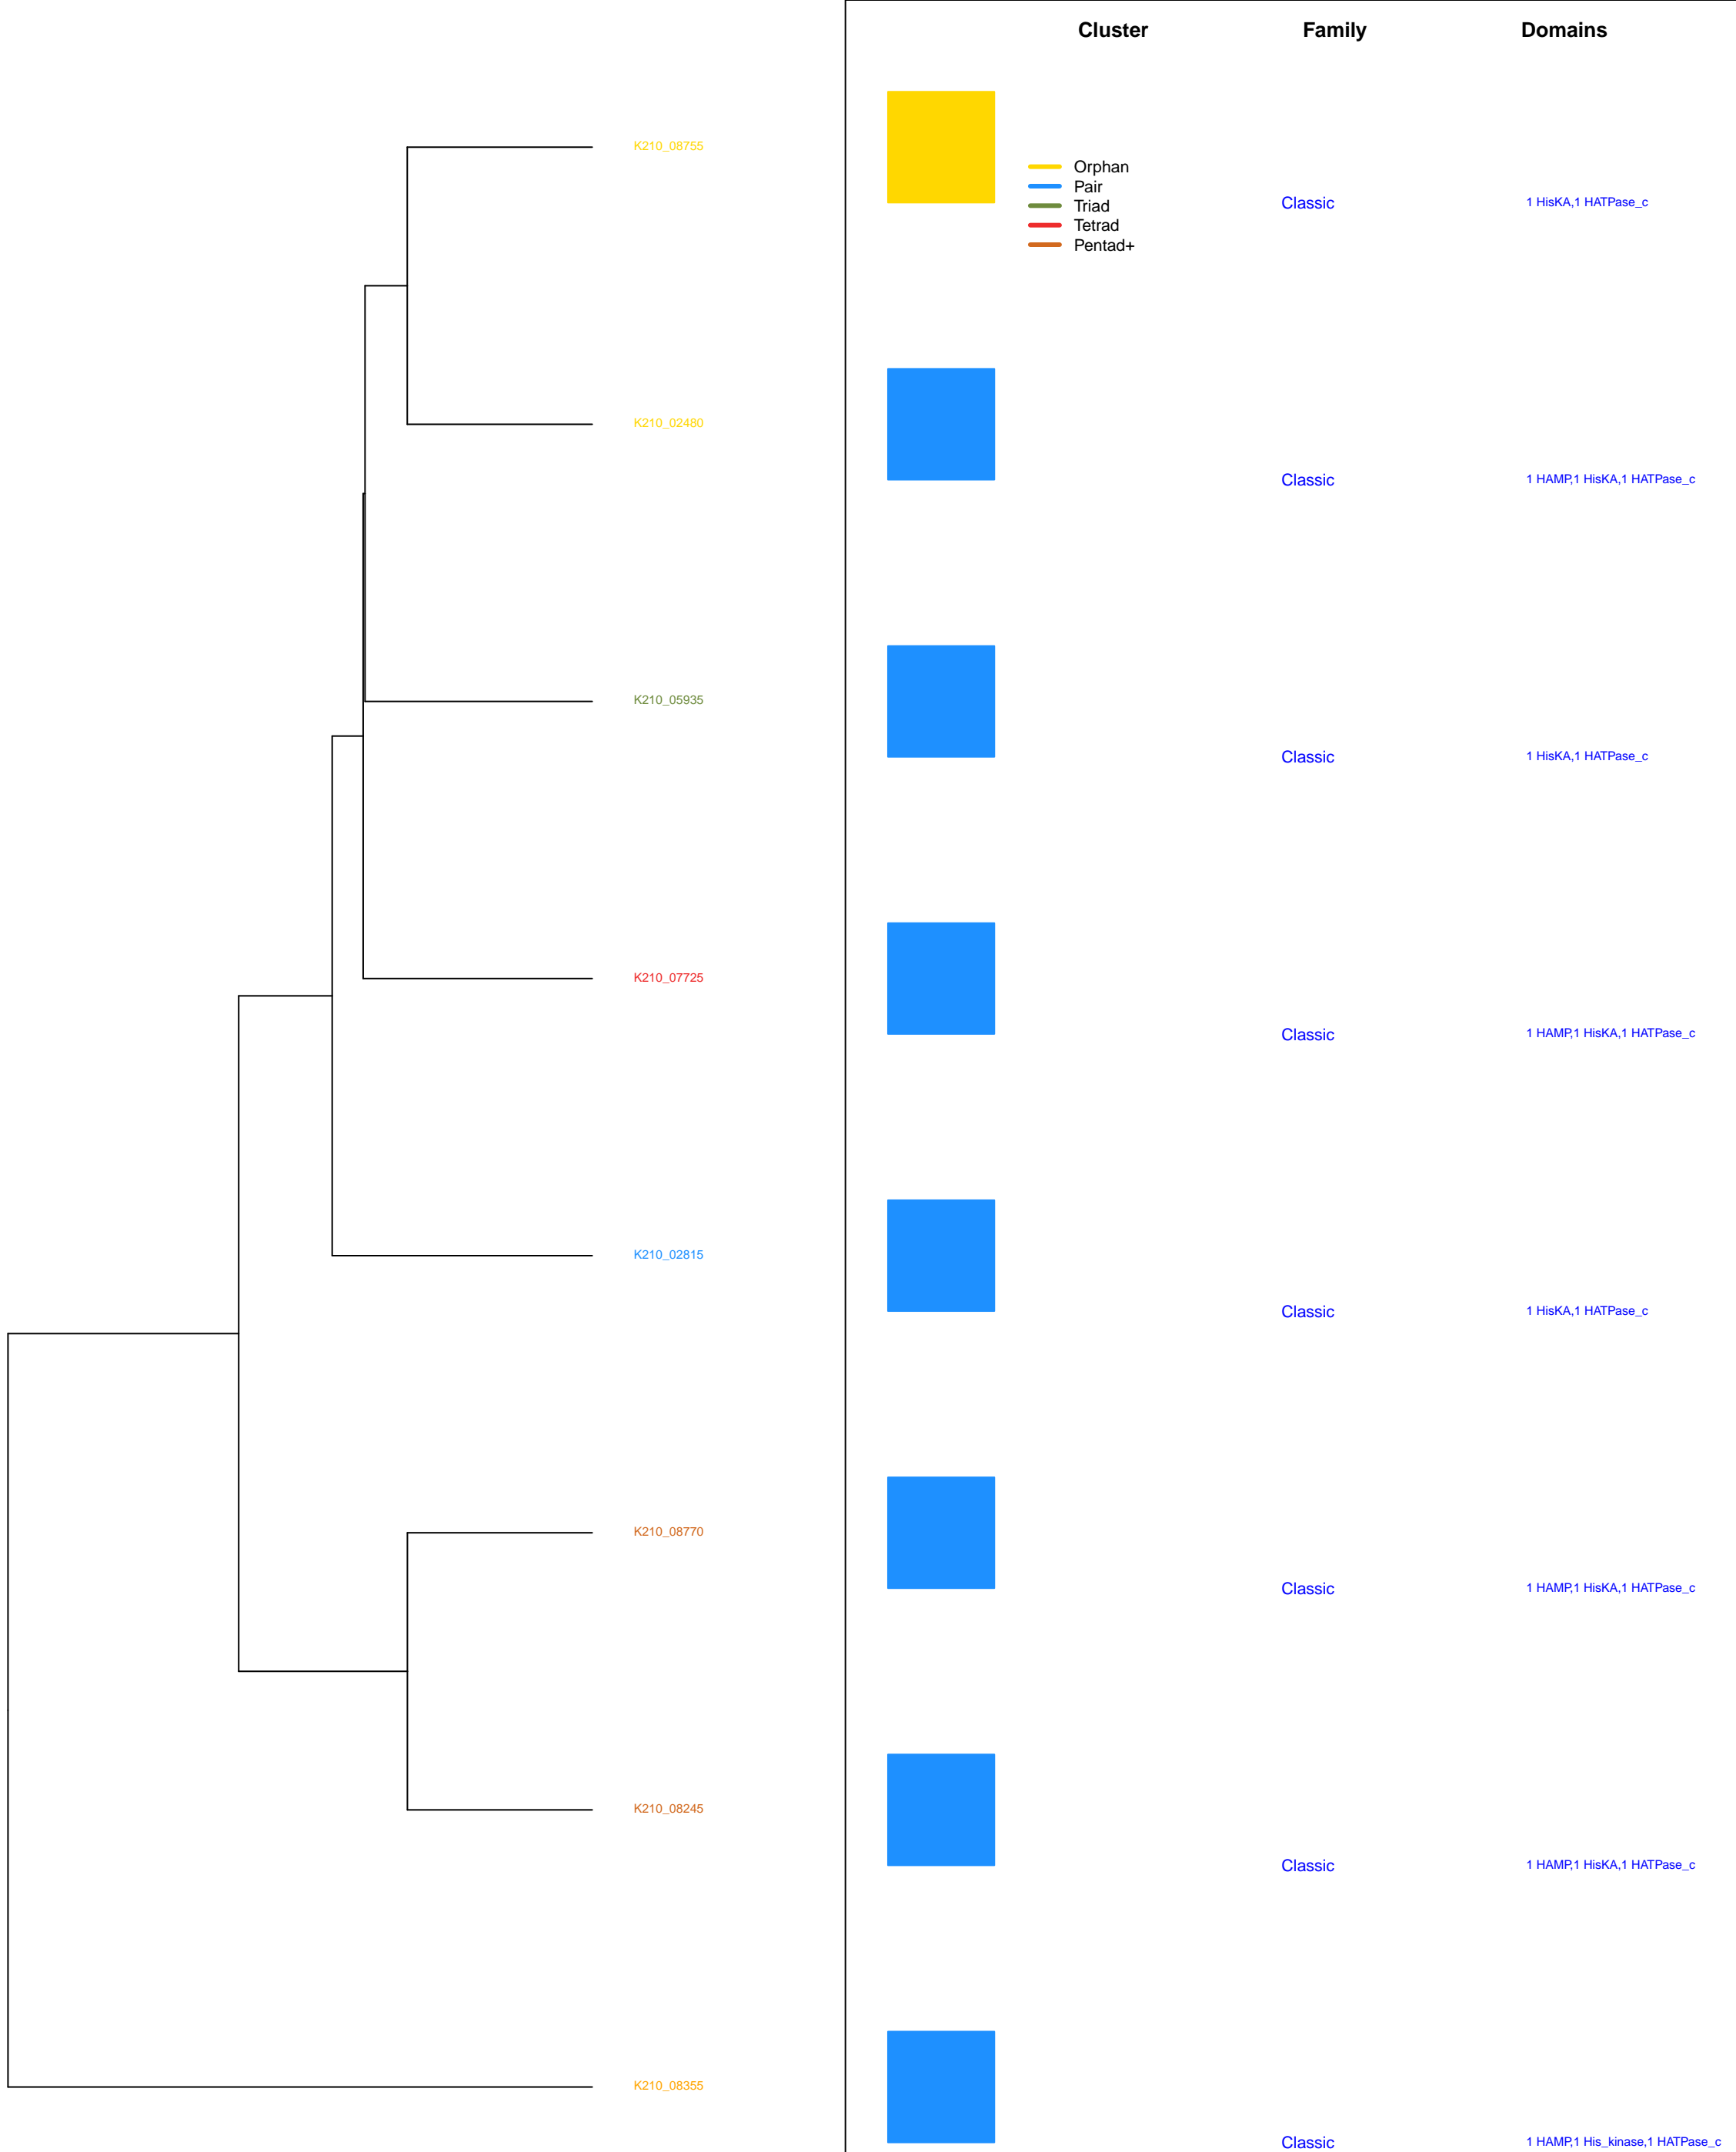 Cluster Family Domains
K210_08755
Orphan
Pair
Triad
Tetrad
Pentad+
Classic 1 HisKA,1 HATPase_c
K210_02480
Classic 1 HAMP,1 HisKA,1 HATPase_c
K210_05935
Classic 1 HisKA,1 HATPase_c
K210_07725
Classic 1 HAMP,1 HisKA,1 HATPase_c
K210_02815
Classic 1 HisKA,1 HATPase_c
K210_08770
Classic 1 HAMP,1 HisKA,1 HATPase_c
K210_08245
Classic 1 HAMP,1 HisKA,1 HATPase_c
K210_08355
Classic 1 HAMP,1 His_kinase,1 HATPase_c